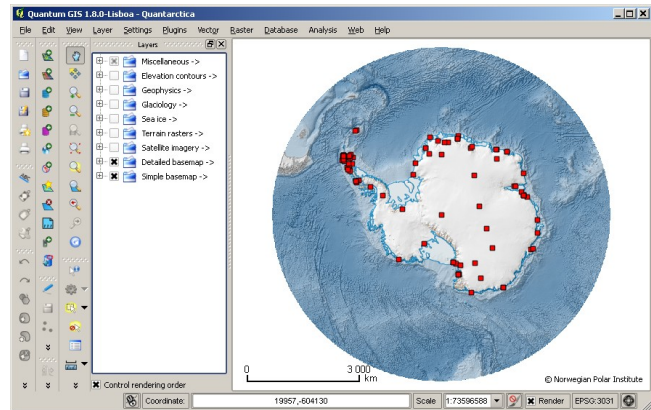 Quantum GIS 1.8.0-Lisboa - Quantarctica
File Edit View Layer Settings Plugins Vector Raster Database Analysis Web Help
Layers
Miscellaneous ->
Elevation contours ->
Geophysics ->
Glaciology ->
Sea ice ->
Terrain rasters ->
Satellite imagery ->
Detailed basemap ->
Simple basemap ->
0 3 000
km
© Norwegian Polar Institute
Control rendering order
Coordinate: 19957,-604130 Scale 1:73596588 Render EPSG:3031